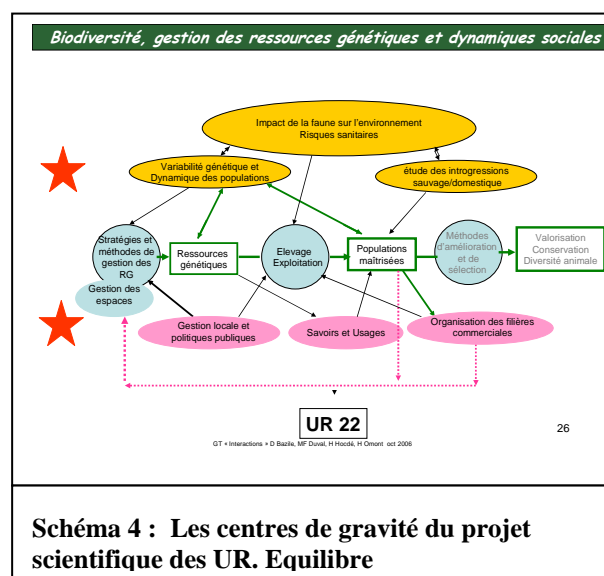 Biodiversité, gestion des ressources génétiques et dynamiques sociales
Impact de la faune sur l'environnement
Risques sanitaires
Variabilité génétique et
Dynamique des populations
étude des introgressions
sauvage/domestique
Stratégies et
méthodes de
gestion des
RG
Ressources
génétiques
Elevage
Exploitation
Populations
maîtrisées
Méthodes
d'amélioration
et de
sélection
Valorisation
Conservation
Diversité animale
Gestion des
espaces
Gestion locale et
politiques publiques
Savoirs et Usages
Organisation des filières
commerciales
UR 22
26
GT « Interactions » D Bazile, MF Duval, H Hocdé, H Omont oct 2006
Schéma 4 : Les centres de gravité du projet
scientifique des UR. Equilibre